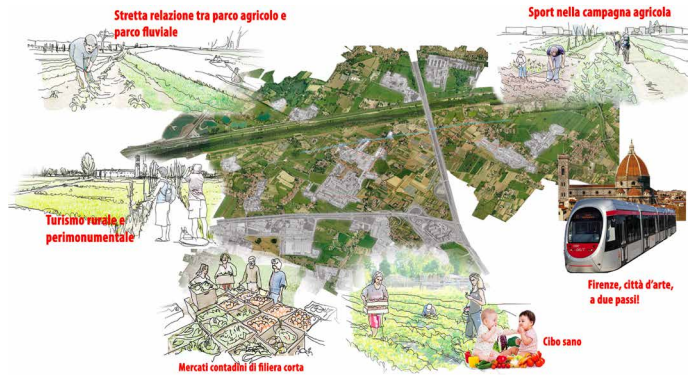 Stretta relazione tra parco agricolo e
parco fluviale
Sport nella campagna agricola
Turismo rurale e
perimonumentale
Firenze, città d'arte,
a due passi!
Cibo sano
Mercati contadini di filiera corta